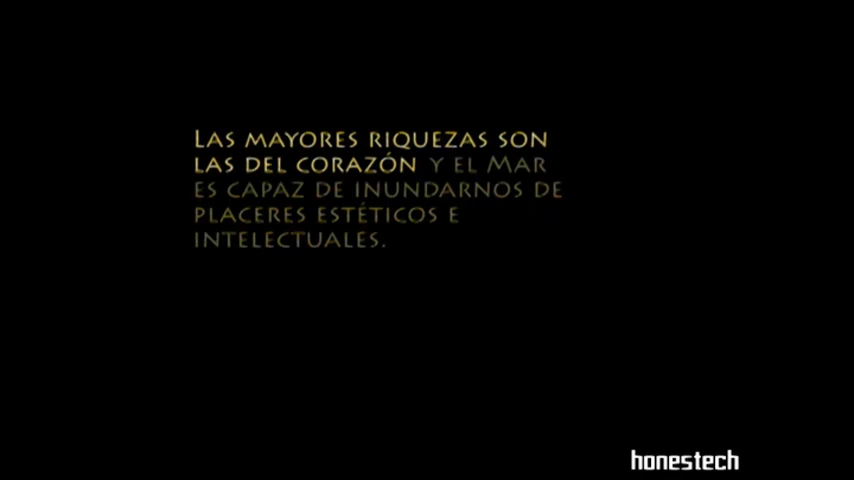 Las mayores riquezas son
las del corazón y el Mar
es capaz de inundarnos de
placeres estéticos e
intelectuales.
honestech